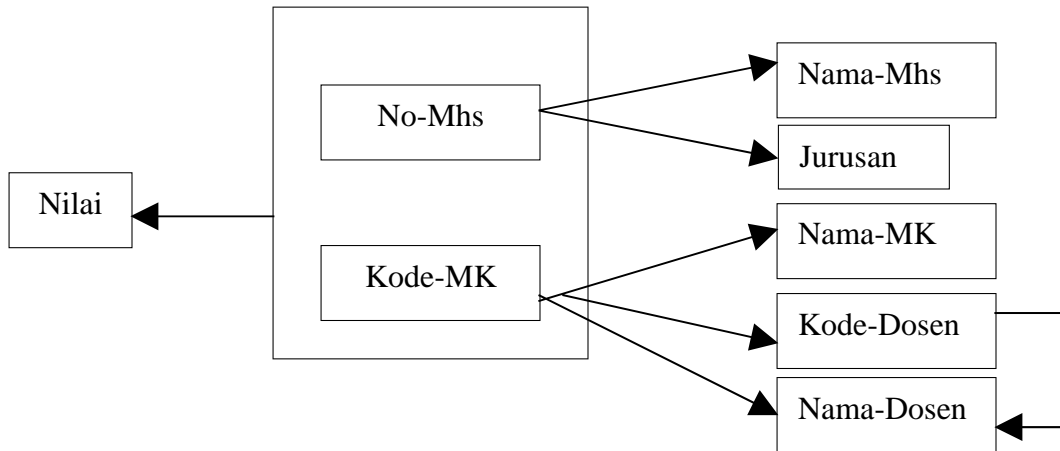 Nama-Mhs
No-Mhs
Jurusan
Nilai
Nama-MK
Kode-MK
Kode-Dosen
Nama-Dosen